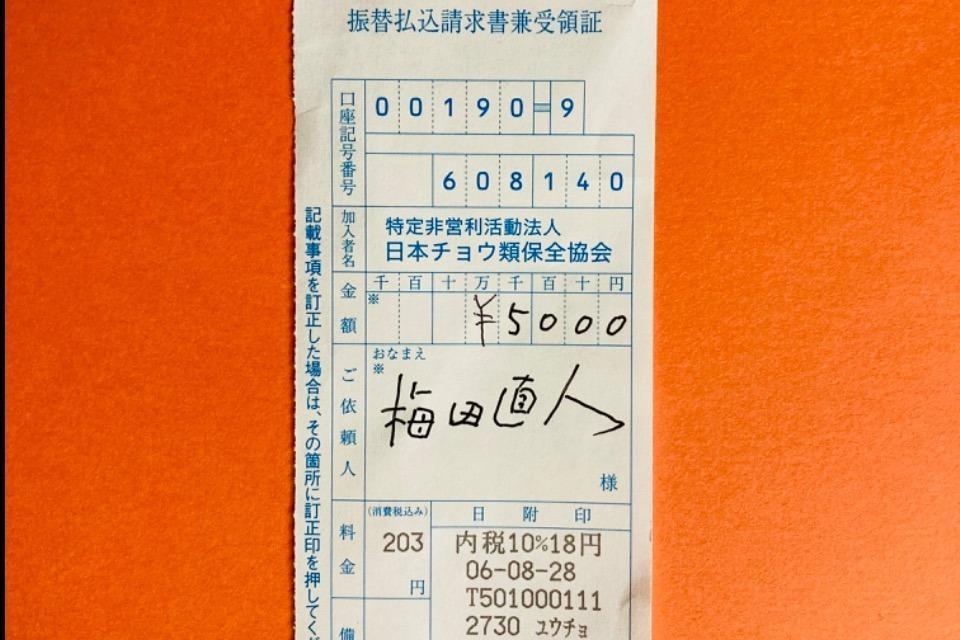 振替払込請求書兼受領証
口座記号番号
00190=9
608140
加入者名
特定非営利活動法人
日本チョウ類保全協会
金額
千百十万千百十円
※
¥5000
ご依頼人
おなまえ
※
梅田直人
様
料金
(消費税込み)
203
円
日附印
内税10%18円
06-08-28
T501000111
2730 ユウチョ
備
記載事項を訂正した場合は、その箇所に訂正印を押してく